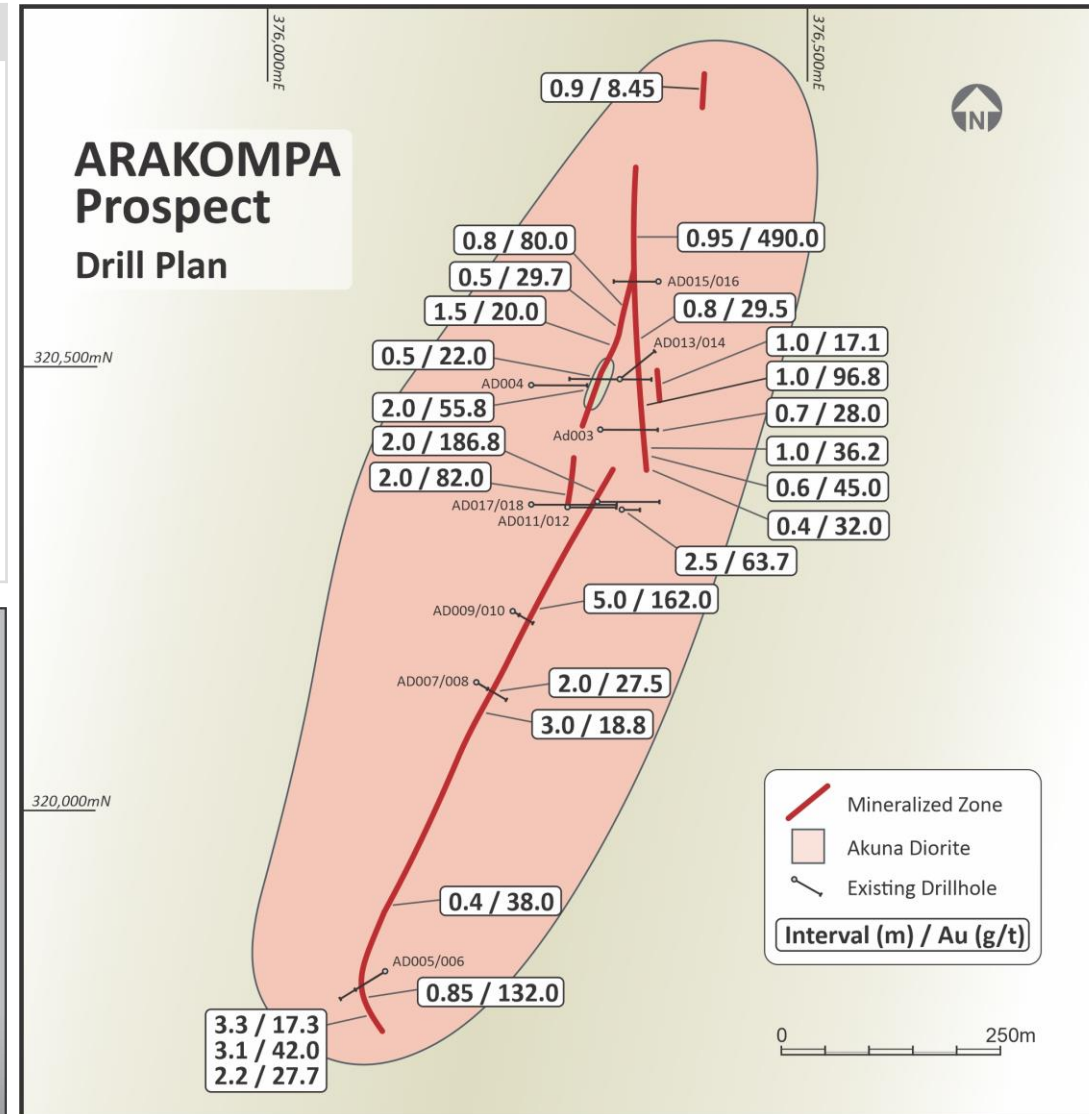 376,000mE
376,500mE
N
ARAKOMPA
Prospect
Drill Plan
0.9 / 8.45
0.8 / 80.0
0.95 / 490.0
0.5 / 29.7
AD015/016
1.5 / 20.0
0.8 / 29.5
AD013/014
320,500mN
0.5 / 22.0
1.0 / 17.1
AD004
1.0 / 96.8
2.0 / 55.8
0.7 / 28.0
Ad003
2.0 / 186.8
1.0 / 36.2
2.0 / 82.0
0.6 / 45.0
AD017/018
AD011/012
0.4 / 32.0
2.5 / 63.7
AD009/010
5.0 / 162.0
AD007/008
2.0 / 27.5
3.0 / 18.8
320,000mN
0.4 / 38.0
AD005/006
0.85 / 132.0
3.3 / 17.3
3.1 / 42.0
2.2 / 27.7
Mineralized Zone
Akuna Diorite
Existing Drillhole
Interval (m) / Au (g/t)
0 250m